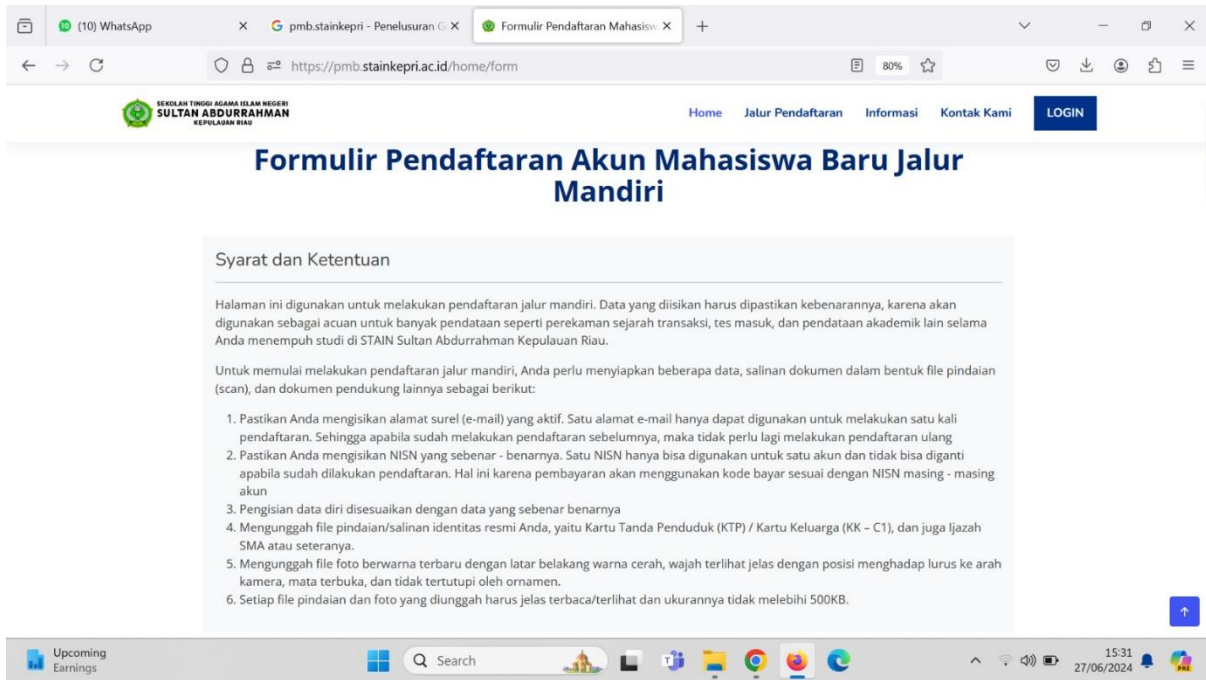 (10) WhatsApp
pmb.stainkepri - Penelusuran G
Formulir Pendaftaran Mahasisw
https://pmb.stainkepri.ac.id/home/form
80%
SEKOLAH TINGGI AGAMA ISLAM NEGERI
SULTAN ABDURRAHMAN
KEPULAUAN RIAU
Home Jalur Pendaftaran Informasi Kontak Kami LOGIN
Formulir Pendaftaran Akun Mahasiswa Baru Jalur
Mandiri
Syarat dan Ketentuan
Halaman ini digunakan untuk melakukan pendaftaran jalur mandiri. Data yang diisikan harus dipastikan kebenarannya, karena akan
digunakan sebagai acuan untuk banyak pendataan seperti perekaman sejarah transaksi, tes masuk, dan pendataan akademik lain selama
Anda menempuh studi di STAIN Sultan Abdurrahman Kepulauan Riau.
Untuk memulai melakukan pendaftaran jalur mandiri, Anda perlu menyiapkan beberapa data, salinan dokumen dalam bentuk file pindaian
(scan), dan dokumen pendukung lainnya sebagai berikut:
1. Pastikan Anda mengisikan alamat surel (e-mail) yang aktif. Satu alamat e-mail hanya dapat digunakan untuk melakukan satu kali
pendaftaran. Sehingga apabila sudah melakukan pendaftaran sebelumnya, maka tidak perlu lagi melakukan pendaftaran ulang
2. Pastikan Anda mengisikan NISN yang sebenar - benarnya. Satu NISN hanya bisa digunakan untuk satu akun dan tidak bisa diganti
apabila sudah dilakukan pendaftaran. Hal ini karena pembayaran akan menggunakan kode bayar sesuai dengan NISN masing - masing
akun
3. Pengisian data diri disesuaikan dengan data yang sebenar benarnya
4. Mengunggah file pindaian/salinan identitas resmi Anda, yaitu Kartu Tanda Penduduk (KTP) / Kartu Keluarga (KK – C1), dan juga Ijazah
SMA atau seteranya.
5. Mengunggah file foto berwarna terbaru dengan latar belakang warna cerah, wajah terlihat jelas dengan posisi menghadap lurus ke arah
kamera, mata terbuka, dan tidak tertutupi oleh ornamen.
6. Setiap file pindaian dan foto yang diunggah harus jelas terbaca/terlihat dan ukurannya tidak melebihi 500KB.
Upcoming
Earnings
Search
15:31
27/06/2024
PRE